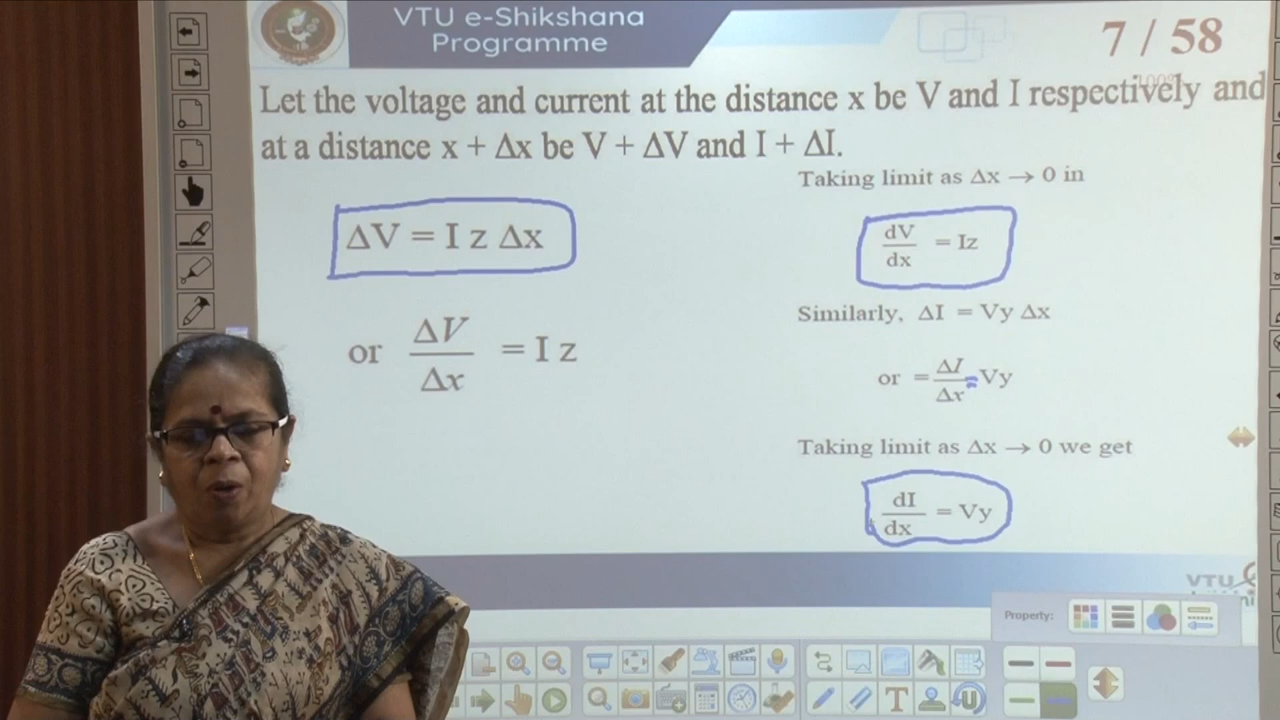 VTU e-Shikshana
Programme
7 / 58
Let the voltage and current at the distance x be V and I respectively and
at a distance x + Δx be V + ΔV and I + ΔI.
ΔV = I z Δx
or ΔV/Δx = I z
Taking limit as Δx → 0 in
dV/dx = Iz
Similarly, ΔI = Vy Δx
or = ΔI/Δx = Vy
Taking limit as Δx → 0 we get
dI/dx = Vy
VTU
Property: